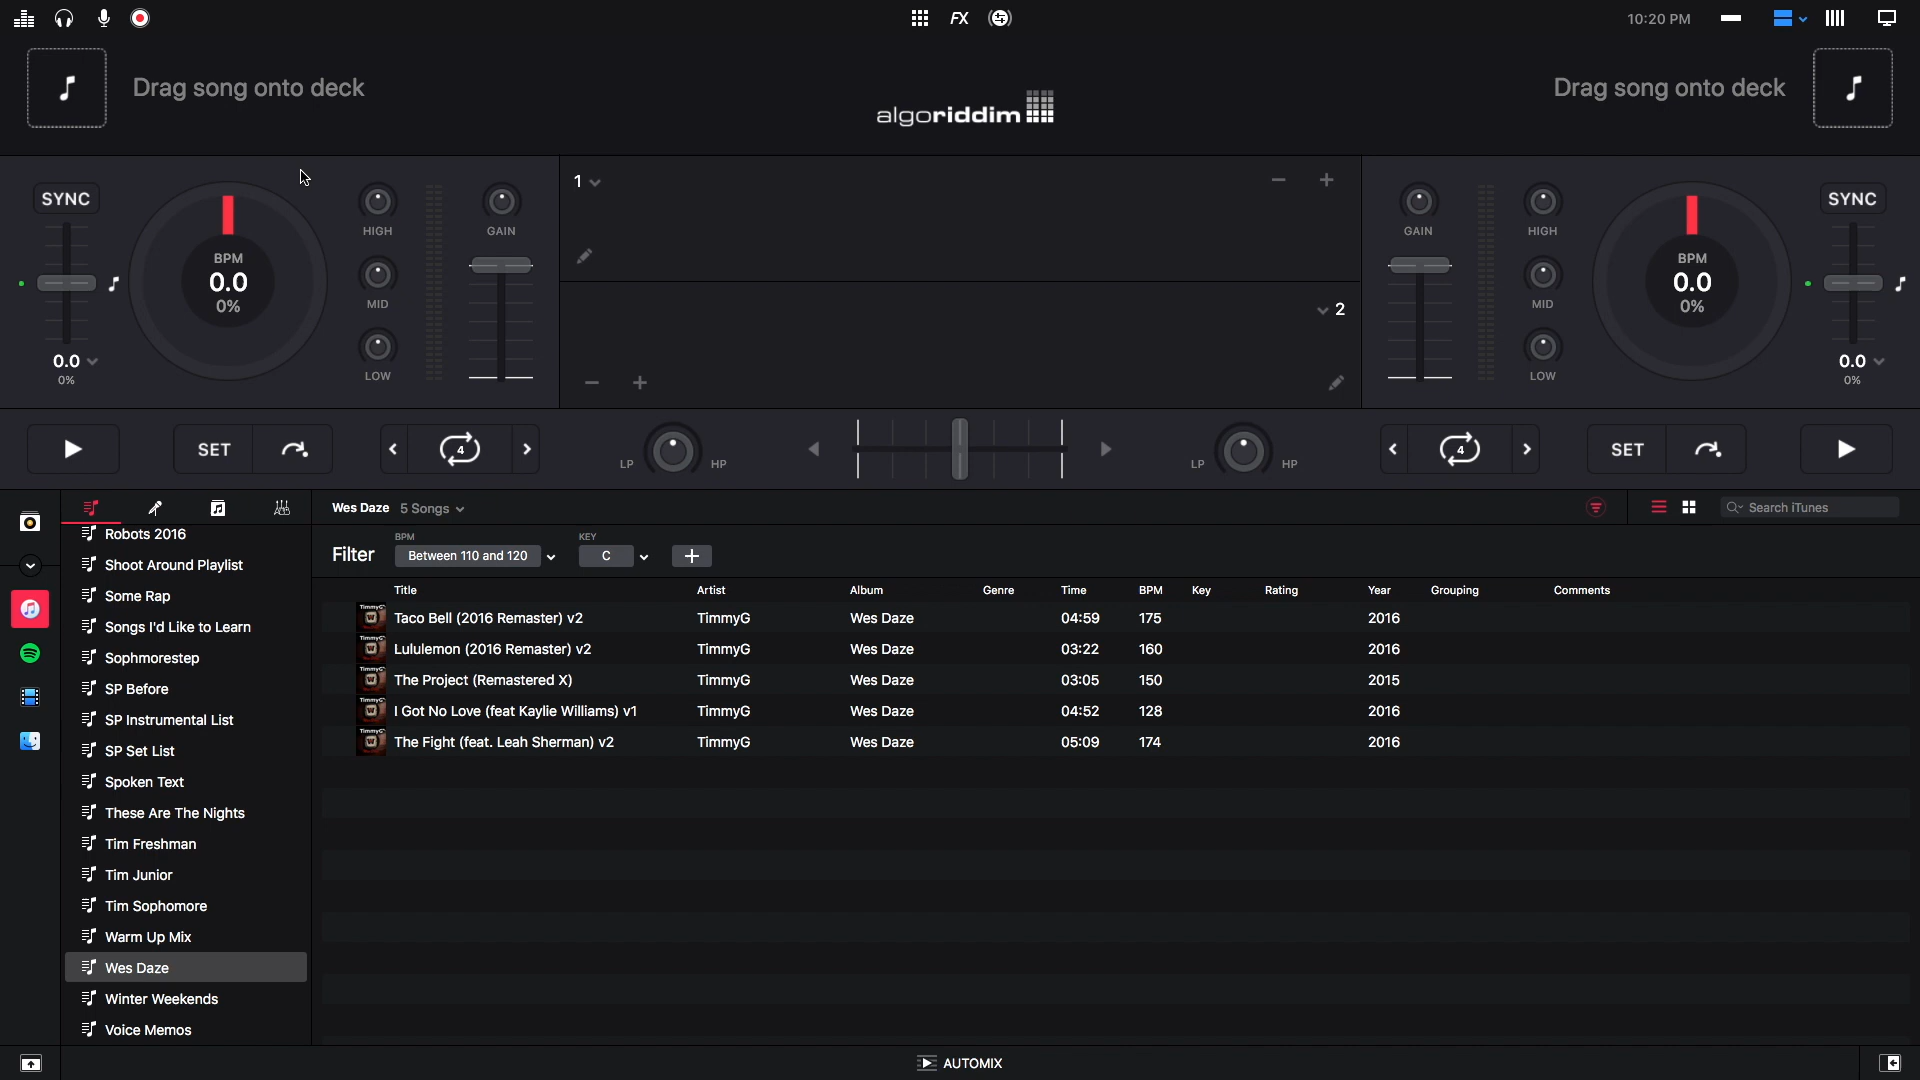 FX
10:20 PM
Drag song onto deck
algoriddim
Drag song onto deck
SYNC
BPM
0.0
0%
HIGH
MID
LOW
GAIN
0.0
0%
1
2
GAIN
HIGH
MID
LOW
BPM
0.0
0%
SYNC
0.0
0%
SET
4
LP
HP
LP
HP
4
SET
Wes Daze 5 Songs
Search iTunes
Robots 2016
Shoot Around Playlist
Some Rap
Songs I'd Like to Learn
Sophmorestep
SP Before
SP Instrumental List
SP Set List
Spoken Text
These Are The Nights
Tim Freshman
Tim Junior
Tim Sophomore
Warm Up Mix
Wes Daze
Winter Weekends
Voice Memos
BPM KEY
Filter Between 110 and 120 C
Title Artist Album Genre Time BPM Key Rating Year Grouping Comments
TimmyG Taco Bell (2016 Remaster) v2 TimmyG Wes Daze 04:59 175 2016
TimmyG Lululemon (2016 Remaster) v2 TimmyG Wes Daze 03:22 160 2016
TimmyG The Project (Remastered X) TimmyG Wes Daze 03:05 150 2015
TimmyG I Got No Love (feat Kaylie Williams) v1 TimmyG Wes Daze 04:52 128 2016
TimmyG The Fight (feat. Leah Sherman) v2 TimmyG Wes Daze 05:09 174 2016
AUTOMIX